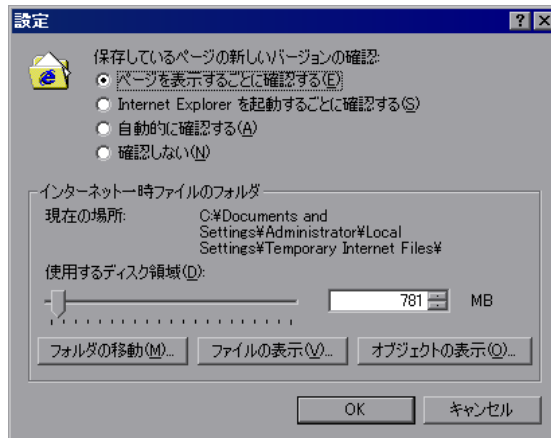 設定
保存しているページの新しいバージョンの確認:
ページを表示するごとに確認する(E)
Internet Explorer を起動するごとに確認する(S)
自動的に確認する(A)
確認しない(N)
インターネット一時ファイルのフォルダ
現在の場所:
C:¥Documents and
Settings¥Administrator¥Local
Settings¥Temporary Internet Files¥
使用するディスク領域(D):
781 MB
フォルダの移動(M)... ファイルの表示(V)... オブジェクトの表示(O)...
OK キャンセル